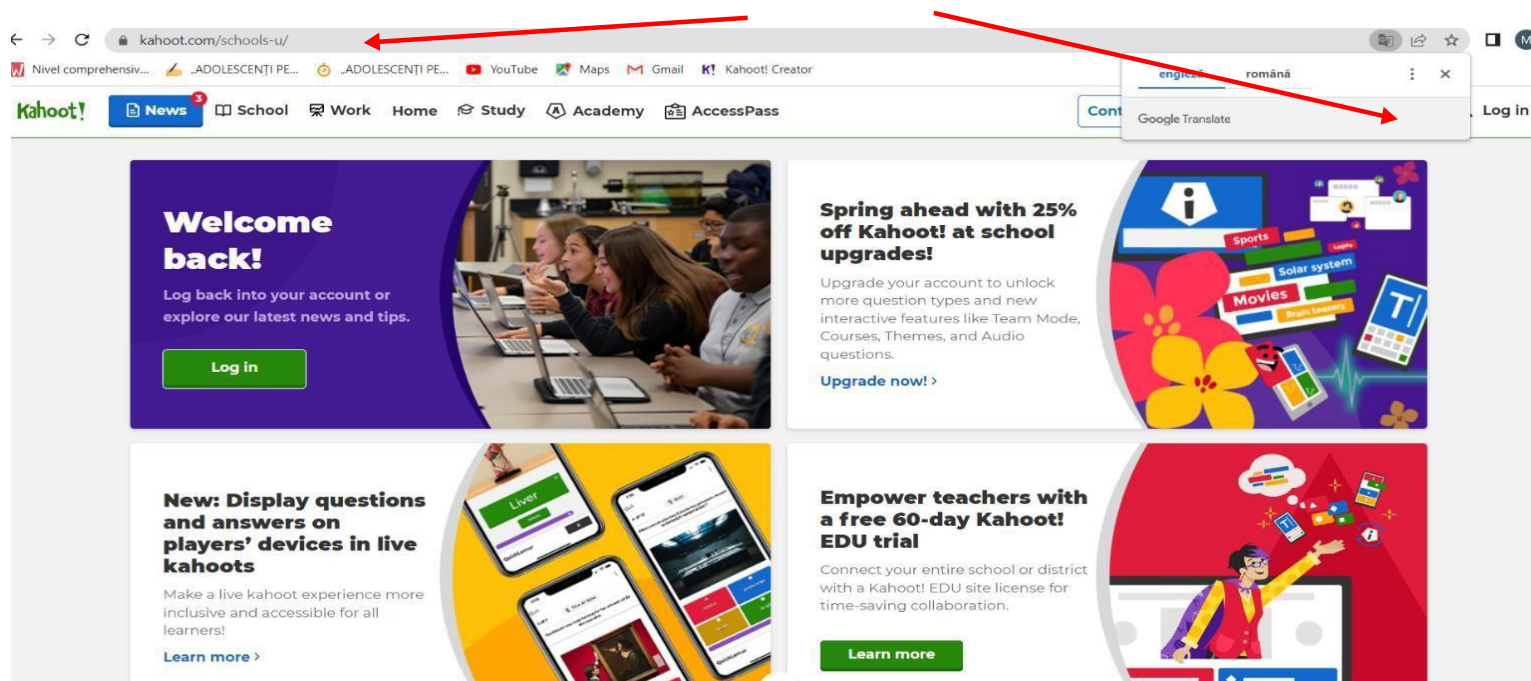 kahoot.com/schools-u/
Nivel comprehensiv... „ADOLESCENȚI PE... „ADOLESCENȚI PE... YouTube Maps Gmail K! Kahoot! Creator
engleză română
Kahoot! News 3 School Work Home Study Academy AccessPass Cont Log in
Google Translate
Welcome
back!
Log back into your account or
explore our latest news and tips.
Log in
Spring ahead with 25%
off Kahoot! at school
upgrades!
Upgrade your account to unlock
more question types and new
interactive features like Team Mode,
Courses, Themes, and Audio
questions.
Upgrade now! >
Sports
Solar system
Movies
Brain teasers
New: Display questions
and answers on
players’ devices in live
kahoots
Make a live kahoot experience more
inclusive and accessible for all
learners!
Learn more >
Liver
Empower teachers with
a free 60-day Kahoot!
EDU trial
Connect your entire school or district
with a Kahoot! EDU site license for
time-saving collaboration.
Learn more